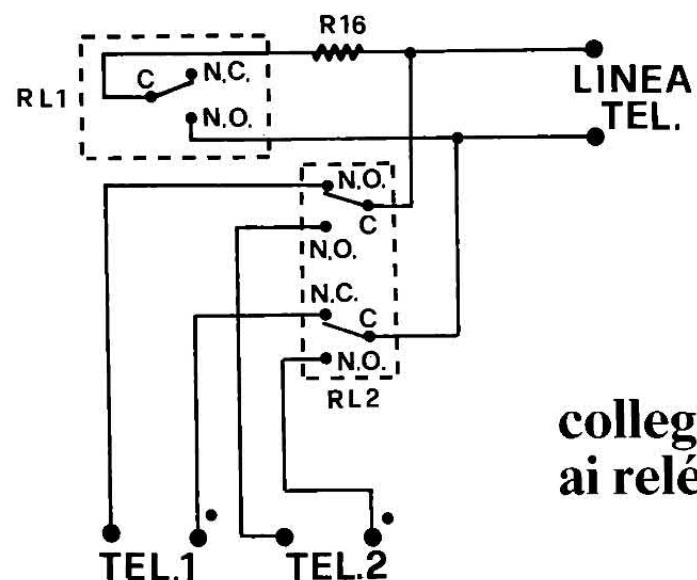 R16
RL1
C
N.C.
N.O.
LINEA
TEL.
N.O.
C
N.O.
N.C.
C
N.O.
RL2
colleg
ai relé
TEL.1
TEL.2